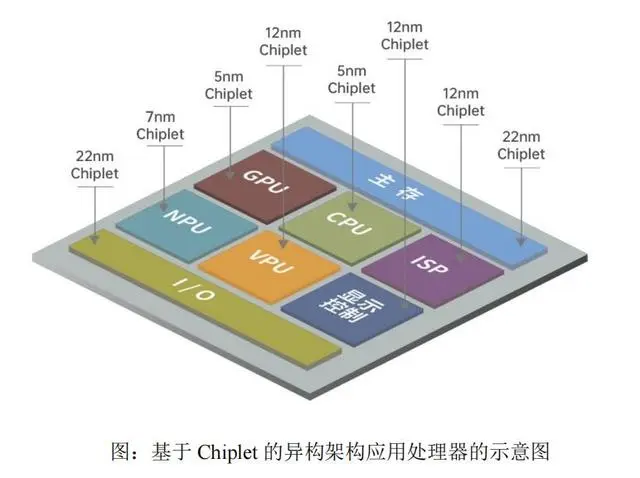 12nm
Chiplet
12nm
Chiplet
5nm
Chiplet
5nm
Chiplet
7nm
Chiplet
12nm
Chiplet
22nm
Chiplet
22nm
Chiplet
GPU
主存
NPU
CPU
VPU
ISP
I/O
显示
控制
图：基于 Chiplet 的异构架构应用处理器的示意图